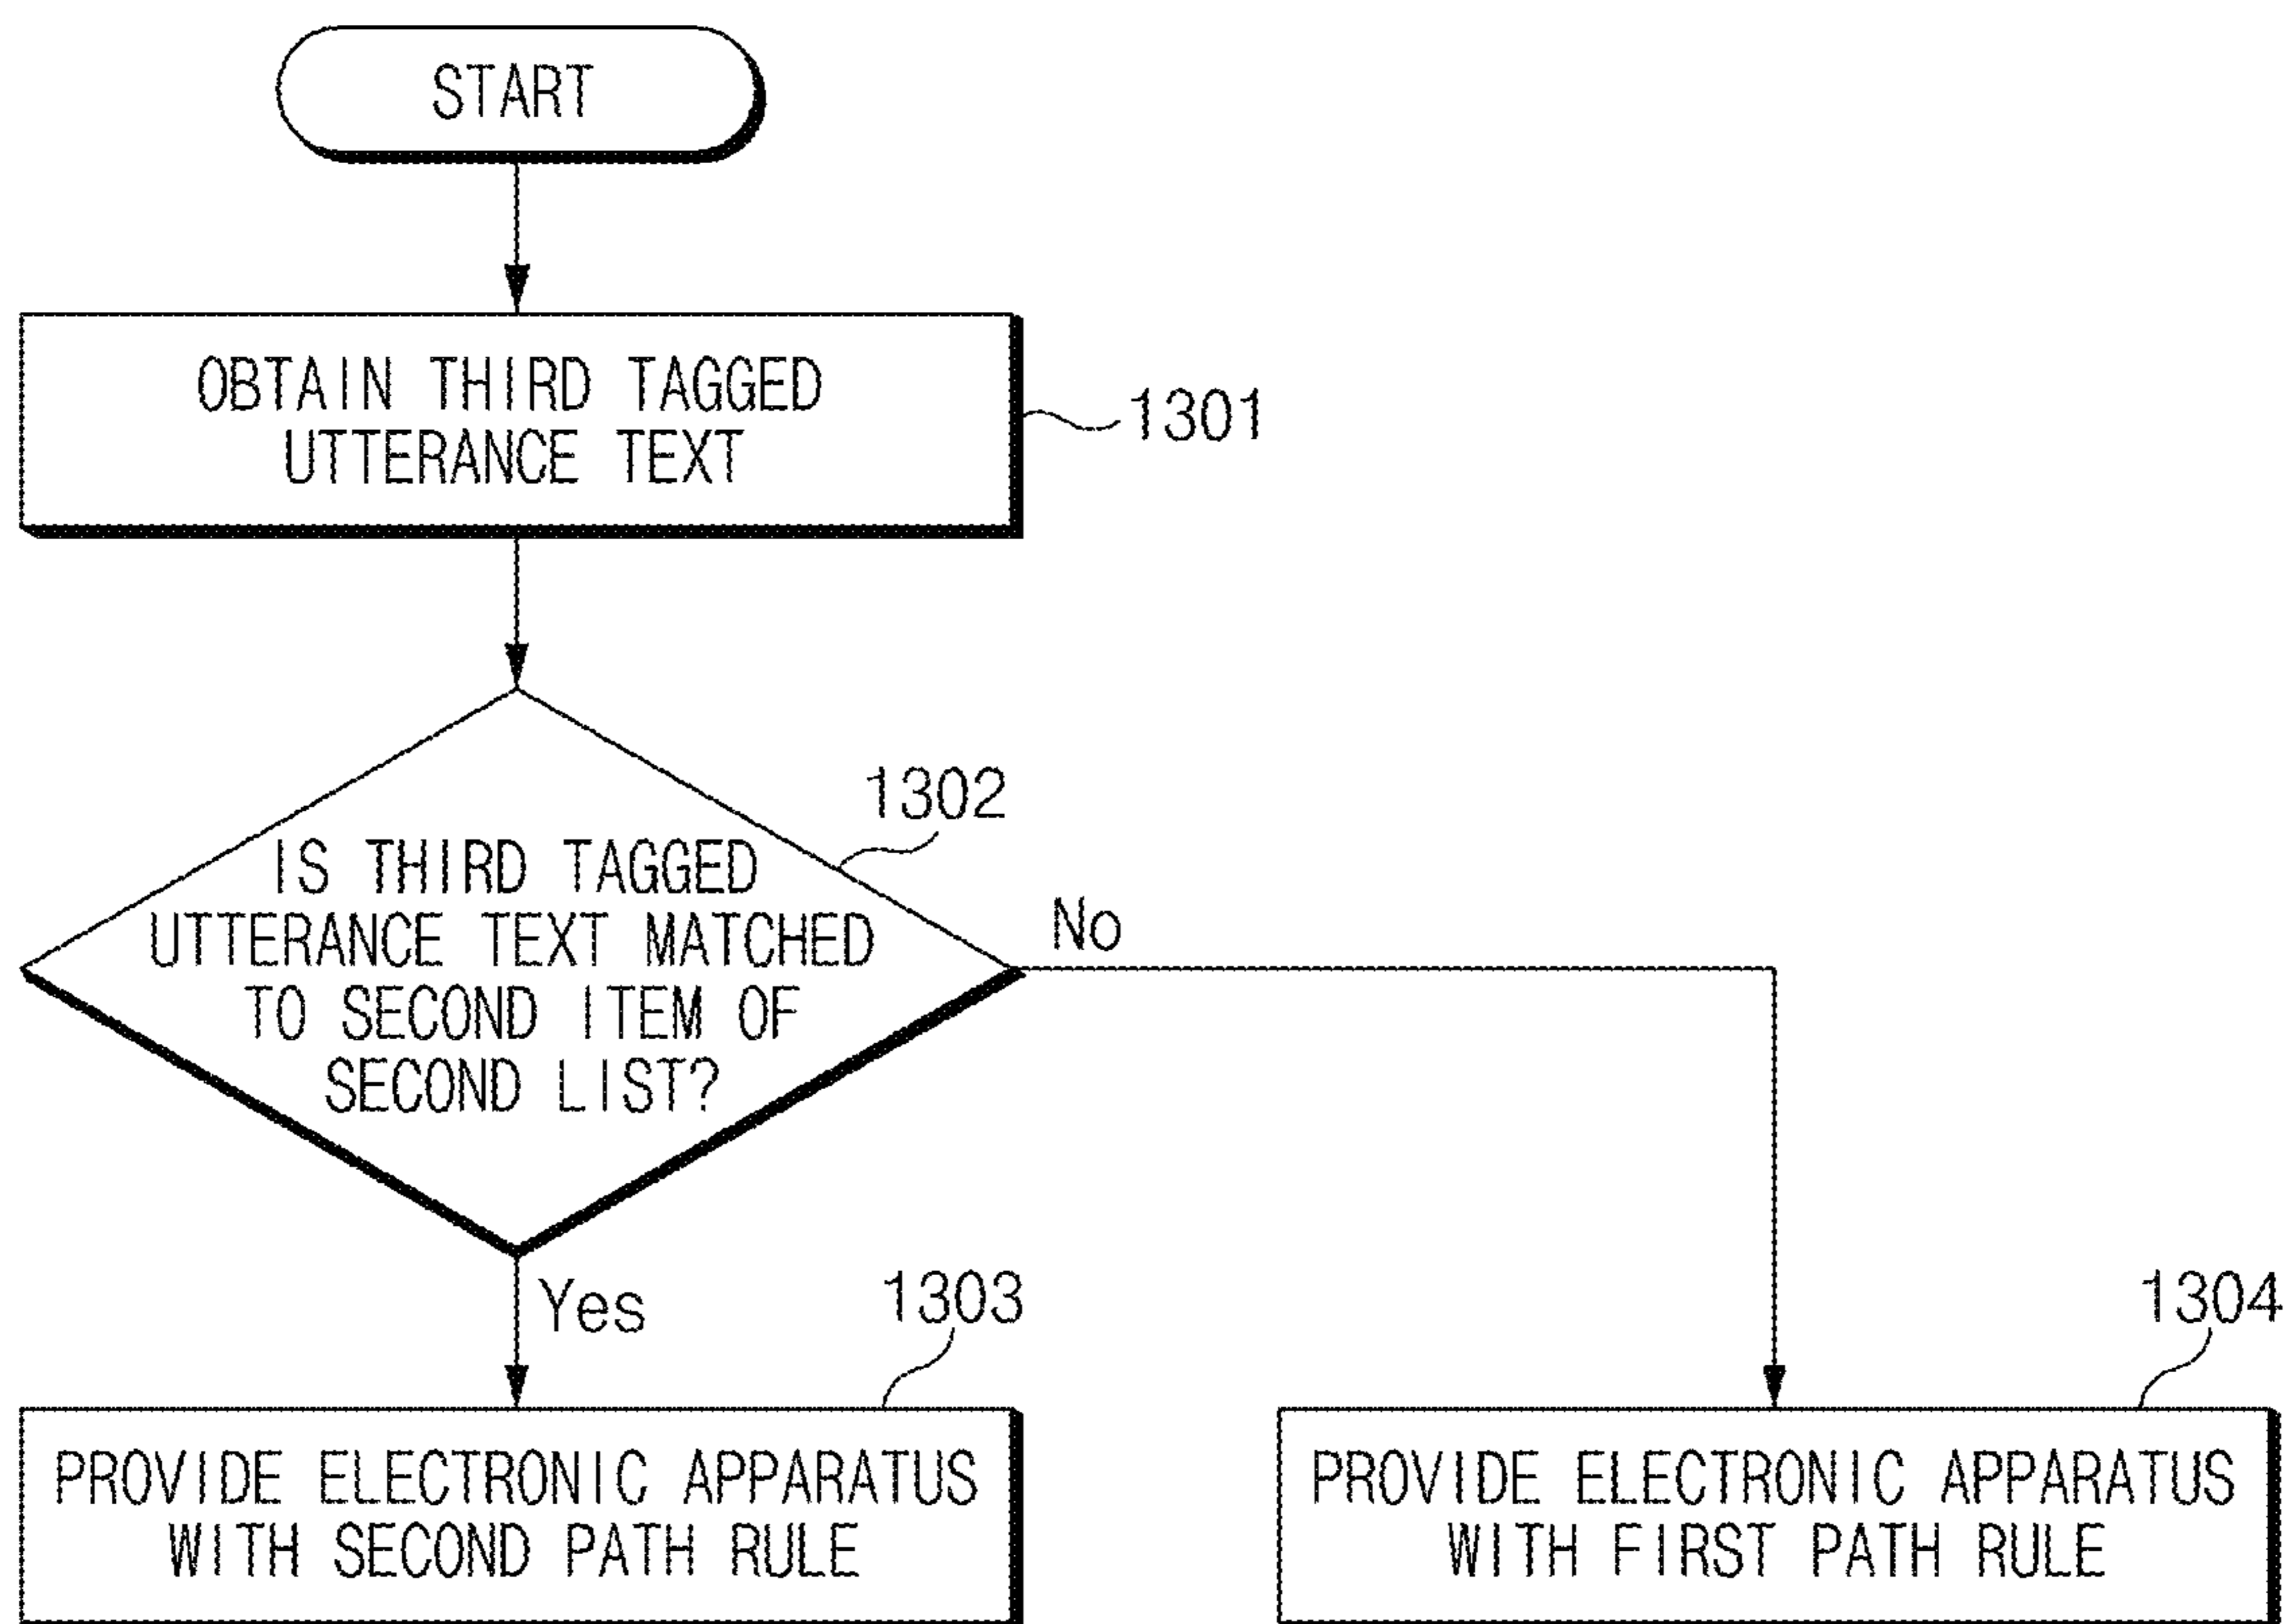 START
OBTAIN THIRD TAGGED
UTTERANCE TEXT
1301
1302
IS THIRD TAGGED
UTTERANCE TEXT MATCHED
TO SECOND ITEM OF
SECOND LIST?
No
Yes
1303
1304
PROVIDE ELECTRONIC APPARATUS
WITH SECOND PATH RULE
PROVIDE ELECTRONIC APPARATUS
WITH FIRST PATH RULE